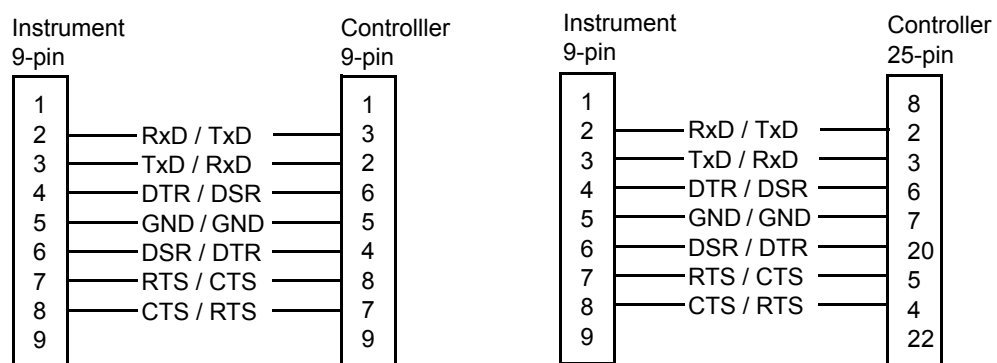 Instrument
9-pin
Controlller
9-pin
1 1
2 RxD / TxD 3
3 TxD / RxD 2
4 DTR / DSR 6
5 GND / GND 5
6 DSR / DTR 4
7 RTS / CTS 8
8 CTS / RTS 7
9 9
Instrument
9-pin
Controller
25-pin
1 8
2 RxD / TxD 2
3 TxD / RxD 3
4 DTR / DSR 6
5 GND / GND 7
6 DSR / DTR 20
7 RTS / CTS 5
8 CTS / RTS 4
9 22